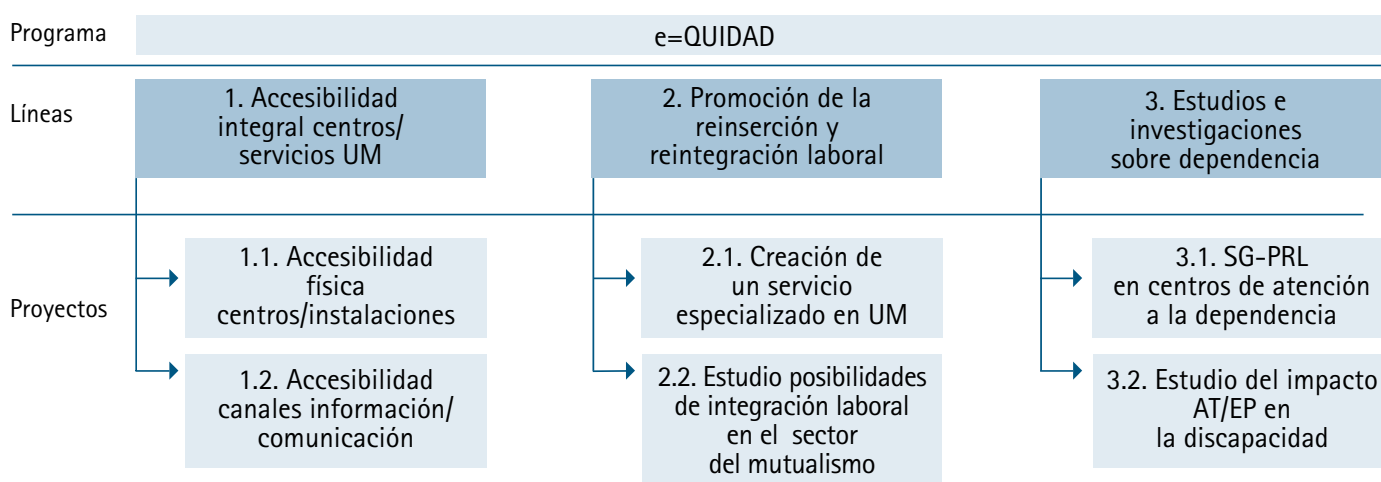 Programa
e=QUIDAD
Líneas
1. Accesibilidad
integral centros/
servicios UM
2. Promoción de la
reinserción y
reintegración laboral
3. Estudios e
investigaciones
sobre dependencia
Proyectos
1.1. Accesibilidad
física
centros/instalaciones
2.1. Creación de
un servicio
especializado en UM
3.1. SG-PRL
en centros de atención
a la dependencia
1.2. Accesibilidad
canales información/
comunicación
2.2. Estudio posibilidades
de integración laboral
en el sector
del mutualismo
3.2. Estudio del impacto
AT/EP en
la discapacidad